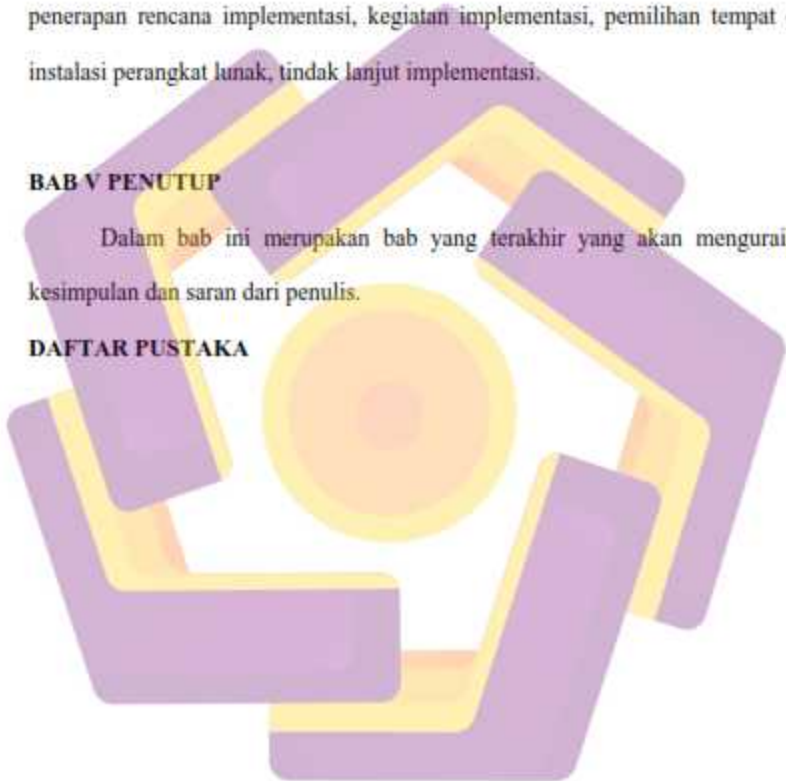 penerapan rencana implementasi, kegiatan implementasi, pemilihan tempat
instalasi perangkat lunak, tindak lanjut implementasi.
BAB V PENUTUP
Dalam bab ini merupakan bab yang terakhir yang akan mengurai
kesimpulan dan saran dari penulis.
DAFTAR PUSTAKA